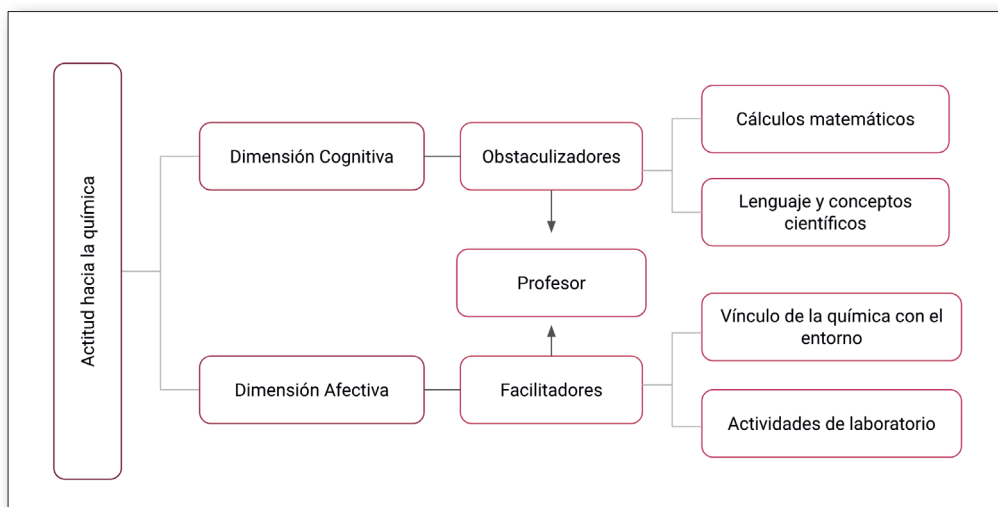 Actitud hacia la química
Dimensión Cognitiva
Obstaculizadores
Cálculos matemáticos
Lenguaje y conceptos
científicos
Profesor
Dimensión Afectiva
Facilitadores
Vínculo de la química con el
entorno
Actividades de laboratorio